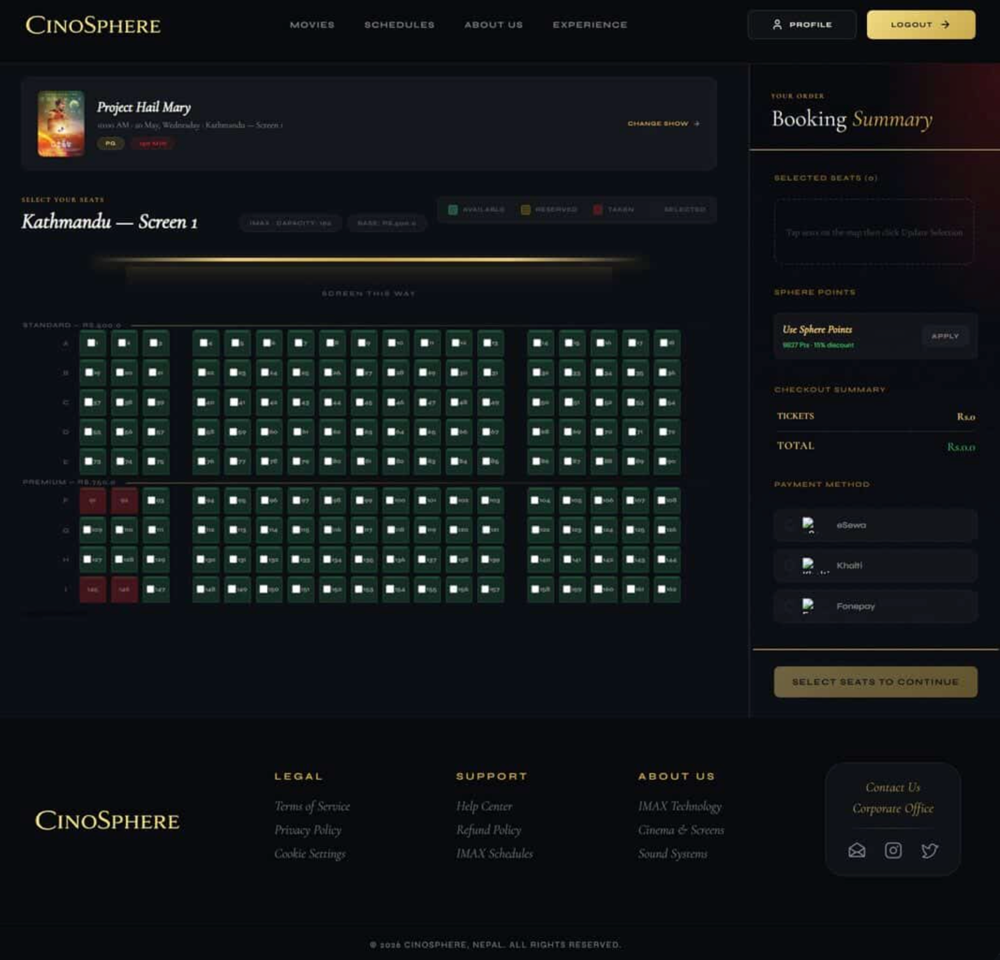 CINOSPHERE
MOVIES SCHEDULES ABOUT US EXPERIENCE
PROFILE
LOGOUT
Project Hail Mary
10:00 AM · 20 May, Wednesday · Kathmandu — Screen 1
PG
CHANGE SHOW
SELECT YOUR SEATS
Kathmandu — Screen 1
IMAX · CAPACITY: 162
BASE: RS.500.0
AVAILABLE RESERVED TAKEN SELECTED
SCREEN THIS WAY
STANDARD — RS.500.0
A 1 2 3 4 5 6 7 8 9 10 11 12 13 14 15 16 17 18
B 19 20 21 22 23 24 25 26 27 28 29 30 31 32 33 34 35 36
C 37 38 39 40 41 42 43 44 45 46 47 48 49 50 51 52 53 54
D 55 56 57 58 59 60 61 62 63 64 65 66 67 68 69 70 71 72
E 73 74 75 76 77 78 79 80 81 82 83 84 85 86 87 88 89 90
PREMIUM — RS.750.0
F 91 92 93 94 95 96 97 98 99 100 101 102 103 104 105 106 107 108
G 109 110 111 112 113 114 115 116 117 118 119 120 121 122 123 124 125 126
H 127 128 129 130 131 132 133 134 135 136 137 138 139 140 141 142 143 144
I 145 146 147 148 149 150 151 152 153 154 155 156 157 158 159 160 161 162
YOUR ORDER
Booking Summary
SELECTED SEATS (0)
Tap seats on the map then click Update Selection
SPHERE POINTS
Use Sphere Points
9827 Pts · 15% discount
APPLY
CHECKOUT SUMMARY
TICKETS Rs.0
TOTAL Rs.0.0
PAYMENT METHOD
eSewa
Khalti
Fonepay
SELECT SEATS TO CONTINUE
CINOSPHERE
LEGAL
Terms of Service
Privacy Policy
Cookie Settings
SUPPORT
Help Center
Refund Policy
IMAX Schedules
ABOUT US
IMAX Technology
Cinema & Screens
Sound Systems
Contact Us
Corporate Office
© 2026 CINOSPHERE, NEPAL. ALL RIGHTS RESERVED.